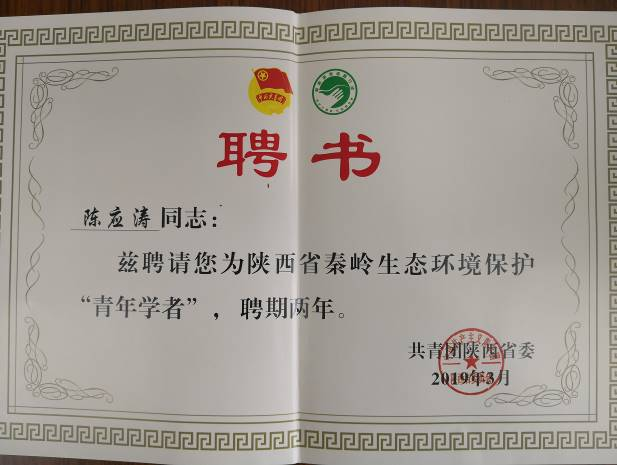 聘书
陈应涛同志：
兹聘请您为陕西省秦岭生态环境保护
“青年学者”，聘期两年。
共青团陕西省委
2019年3月